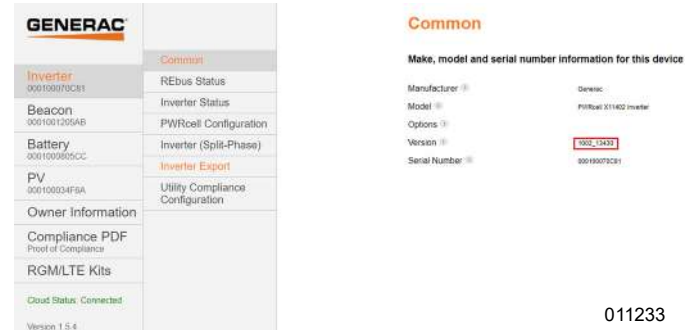 GENERAC
Inverter
000100070C81
Beacon
0001001205AB
Battery
0001000805CC
PV
000100034F6A
Owner Information
Compliance PDF
Proof of Compliance
RGM/LTE Kits
Cloud Status: Connected
Version 1.5.4
Common
REbus Status
Inverter Status
PWRcell Configuration
Inverter (Split-Phase)
Inverter Export
Utility Compliance
Configuration
Common
Make, model and serial number information for this device
Manufacturer
Generac
Model
PWRcell X11402 Inverter
Options
Version
1002_13430
Serial Number
000100070C81
011233